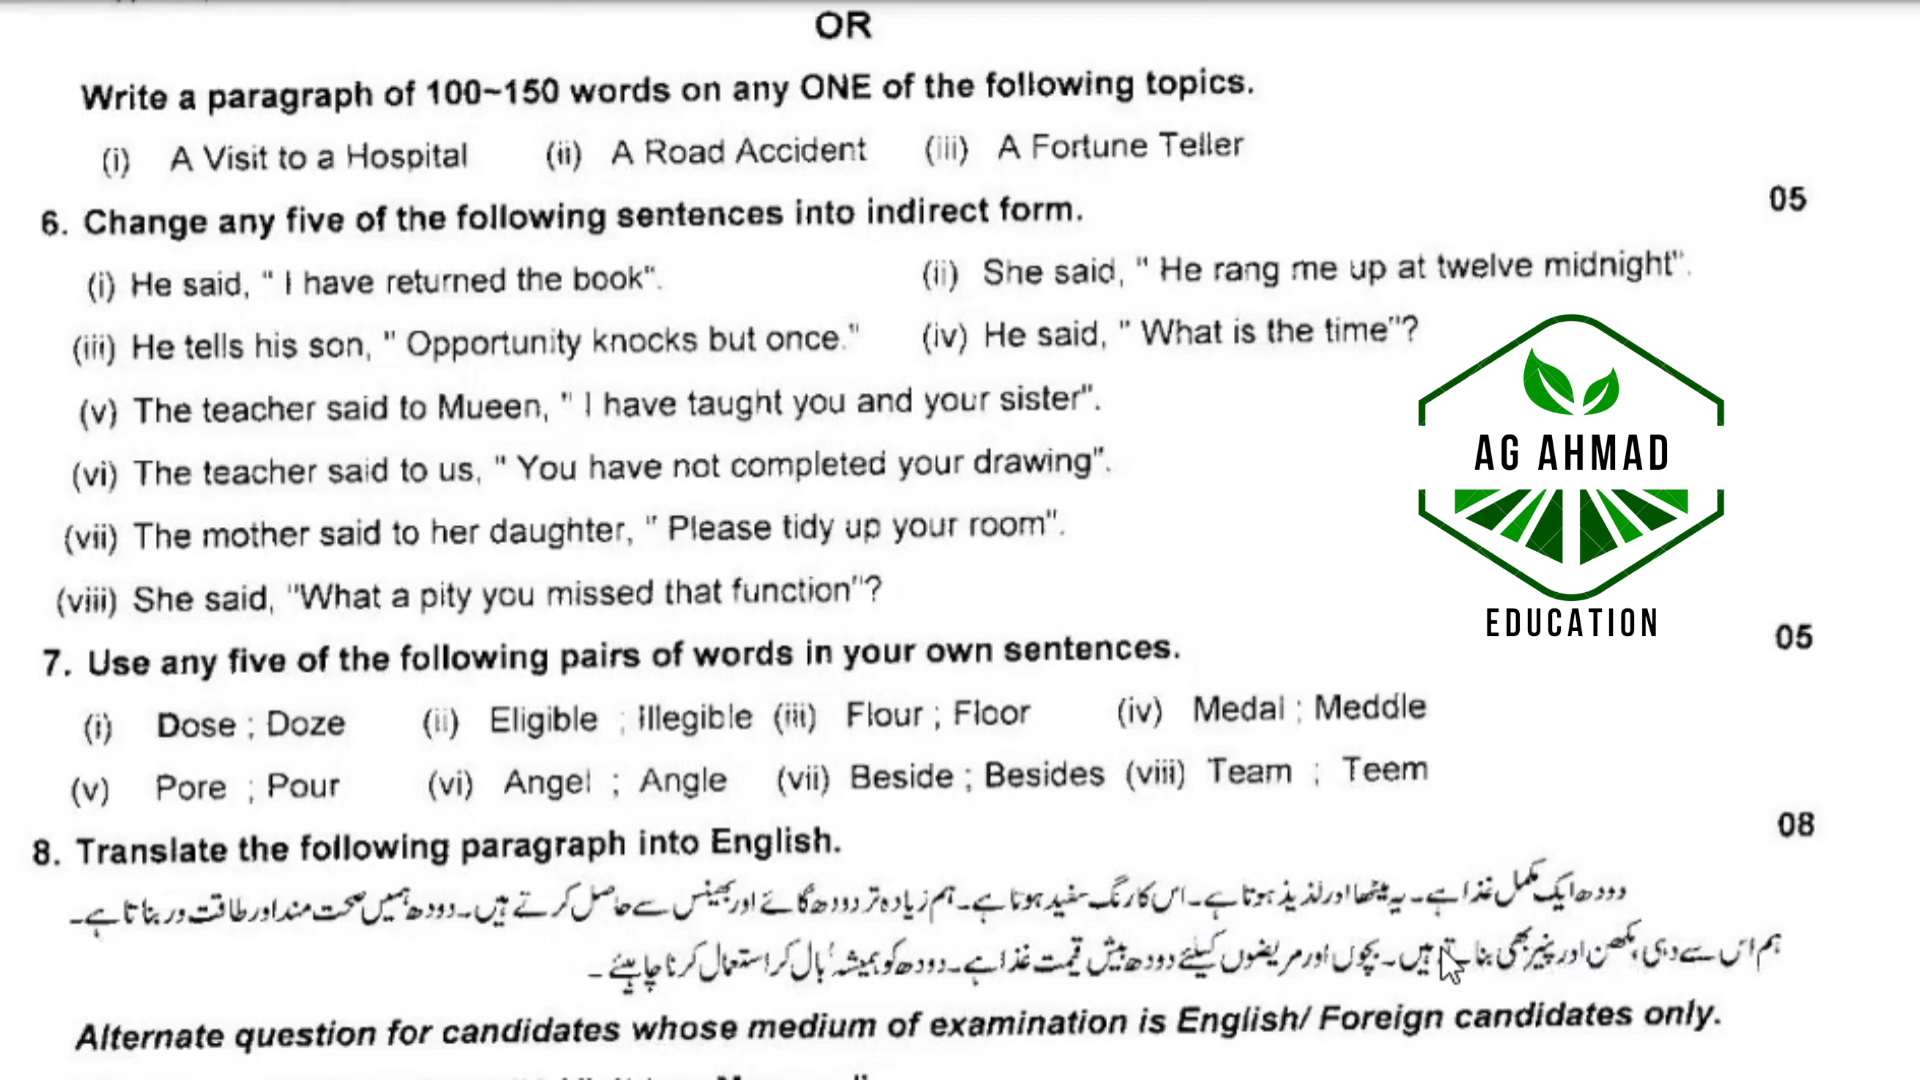 OR
Write a paragraph of 100~150 words on any ONE of the following topics.
(i) A Visit to a Hospital (ii) A Road Accident (iii) A Fortune Teller
6. Change any five of the following sentences into indirect form. 05
(i) He said, " I have returned the book". (ii) She said, " He rang me up at twelve midnight".
(iii) He tells his son, " Opportunity knocks but once." (iv) He said, " What is the time"?
(v) The teacher said to Mueen, " I have taught you and your sister".
(vi) The teacher said to us, " You have not completed your drawing".
(vii) The mother said to her daughter, " Please tidy up your room".
(viii) She said, "What a pity you missed that function"?
AG AHMAD
EDUCATION
7. Use any five of the following pairs of words in your own sentences. 05
(i) Dose ; Doze (ii) Eligible ; illegible (iii) Flour ; Floor (iv) Medal ; Meddle
(v) Pore ; Pour (vi) Angel ; Angle (vii) Beside ; Besides (viii) Team ; Teem
8. Translate the following paragraph into English. 08
دودھ ایک مکمل غذا ہے۔ یہ میٹھا اور لذیذ ہوتا ہے۔ اس کا رنگ سفید ہوتا ہے۔ ہم زیادہ تر دودھ گائے اور بھینس سے حاصل کرتے ہیں۔ دودھ ہمیں صحت مند اور طاقت ور بناتا ہے۔
ہم اس سے دہی، مکھن اور پنیر بھی بناتے ہیں۔ بچوں اور مریضوں کیلئے دودھ بیش قیمت غذا ہے۔ دودھ کو ہمیشہ اُبال کر استعمال کرنا چاہیئے۔
Alternate question for candidates whose medium of examination is English/ Foreign candidates only.